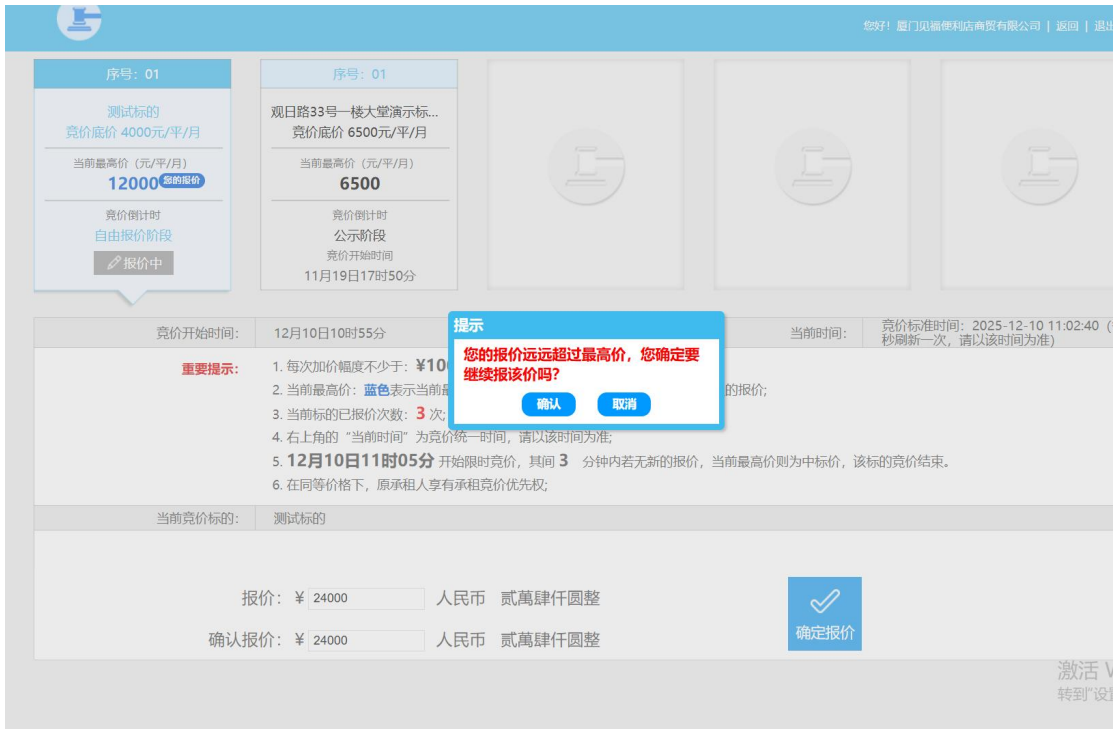 您好！厦门见福便利店商贸有限公司 | 返回 | 退出
序号：01
测试标的
竞价底价 4000元/平/月
当前最高价（元/平/月）
12000 您的报价
竞价倒计时
自由报价阶段
报价中
序号：01
观日路33号一楼大堂演示标...
竞价底价 6500元/平/月
当前最高价（元/平/月）
6500
竞价倒计时
公示阶段
竞价开始时间
11月19日17时50分
竞价开始时间： 12月10日10时55分
当前时间： 竞价标准时间：2025-12-10 11:02:40（
秒刷新一次，请以该时间为准）
提示
您的报价远远超过最高价，您确定要
继续报该价吗？
确认 取消
重要提示： 1. 每次加价幅度不少于：¥10
2. 当前最高价：蓝色表示当前最 的报价;
3. 当前标的已报价次数：3 次;
4. 右上角的“当前时间”为竞价统一时间，请以该时间为准;
5. 12月10日11时05分 开始限时竞价，其间 3 分钟内若无新的报价，当前最高价则为中标价，该标的竞价结束。
6. 在同等价格下，原承租人享有承租竞价优先权;
当前竞价标的： 测试标的
报价：¥ 24000 人民币 贰萬肆仟圆整
确认报价：¥ 24000 人民币 贰萬肆仟圆整
确定报价
激活
转到"设